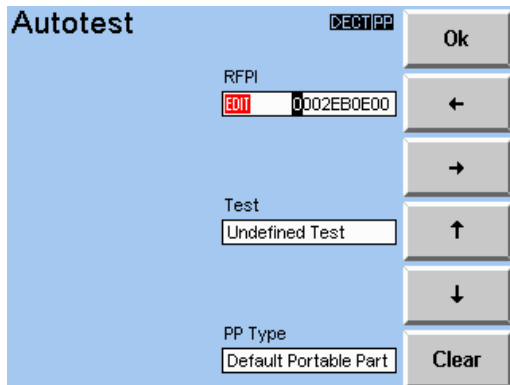 Autotest
DECT PP
Ok
RFPI
EDIT 0002EB0E00
←
→
Test
Undefined Test
↑
↓
PP Type
Default Portable Part
Clear